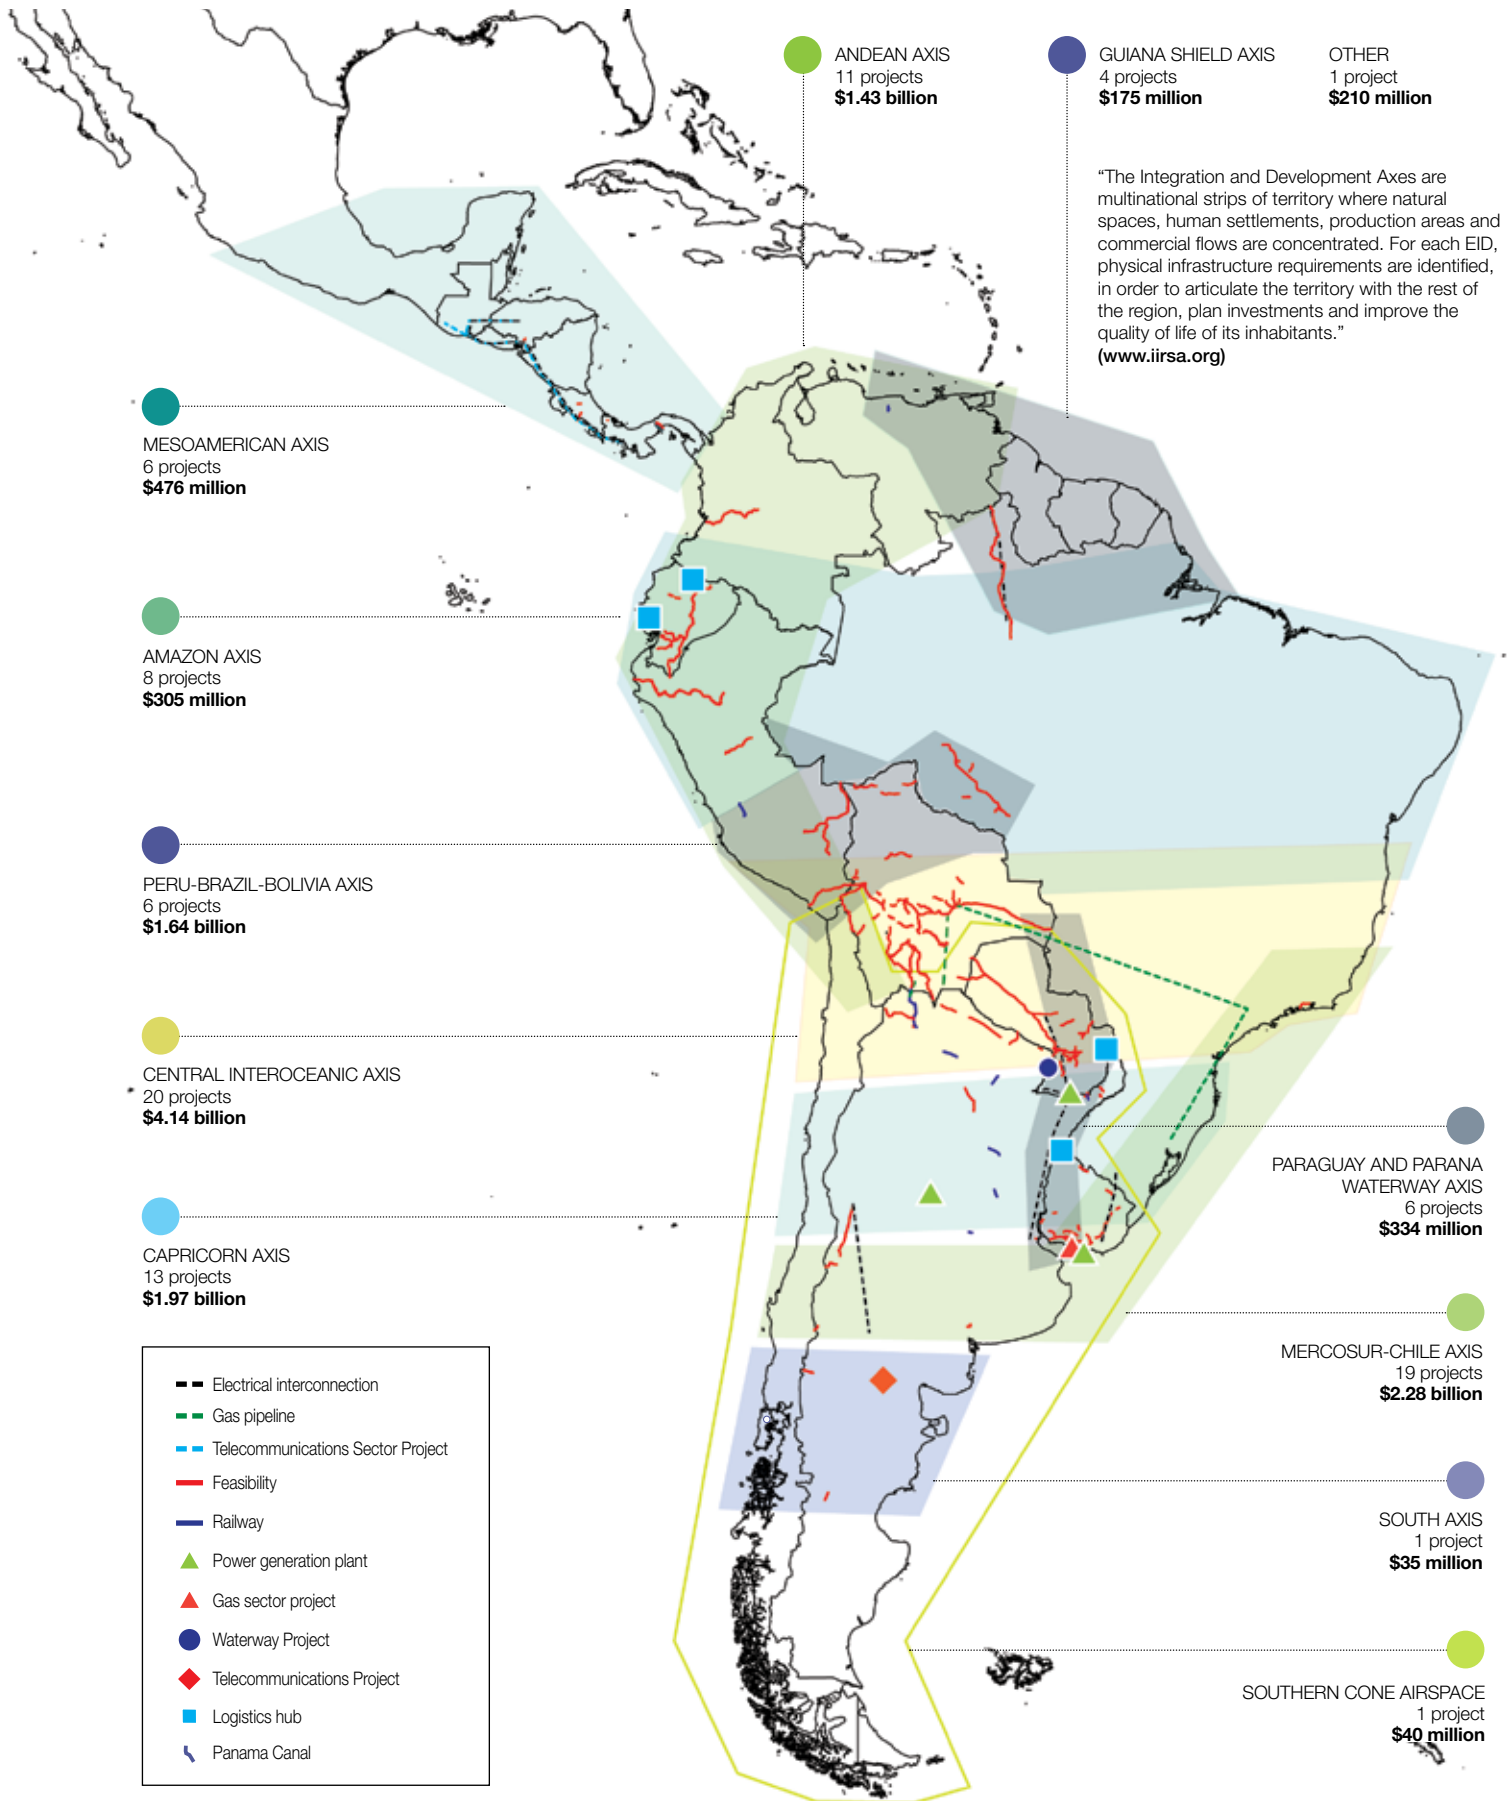 ANDEAN AXIS
11 projects
$1.43 billion
GUIANA SHIELD AXIS
4 projects
$175 million
OTHER
1 project
$210 million
“The Integration and Development Axes are
multinational strips of territory where natural
spaces, human settlements, production areas and
commercial flows are concentrated. For each EID,
physical infrastructure requirements are identified,
in order to articulate the territory with the rest of
the region, plan investments and improve the
quality of life of its inhabitants.”
(www.iirsa.org)
MESOAMERICAN AXIS
6 projects
$476 million
AMAZON AXIS
8 projects
$305 million
PERU-BRAZIL-BOLIVIA AXIS
6 projects
$1.64 billion
CENTRAL INTEROCEANIC AXIS
20 projects
$4.14 billion
CAPRICORN AXIS
13 projects
$1.97 billion
PARAGUAY AND PARANA
WATERWAY AXIS
6 projects
$334 million
MERCOSUR-CHILE AXIS
19 projects
$2.28 billion
SOUTH AXIS
1 project
$35 million
SOUTHERN CONE AIRSPACE
1 project
$40 million
Electrical interconnection
Gas pipeline
Telecommunications Sector Project
Feasibility
Railway
Power generation plant
Gas sector project
Waterway Project
Telecommunications Project
Logistics hub
Panama Canal